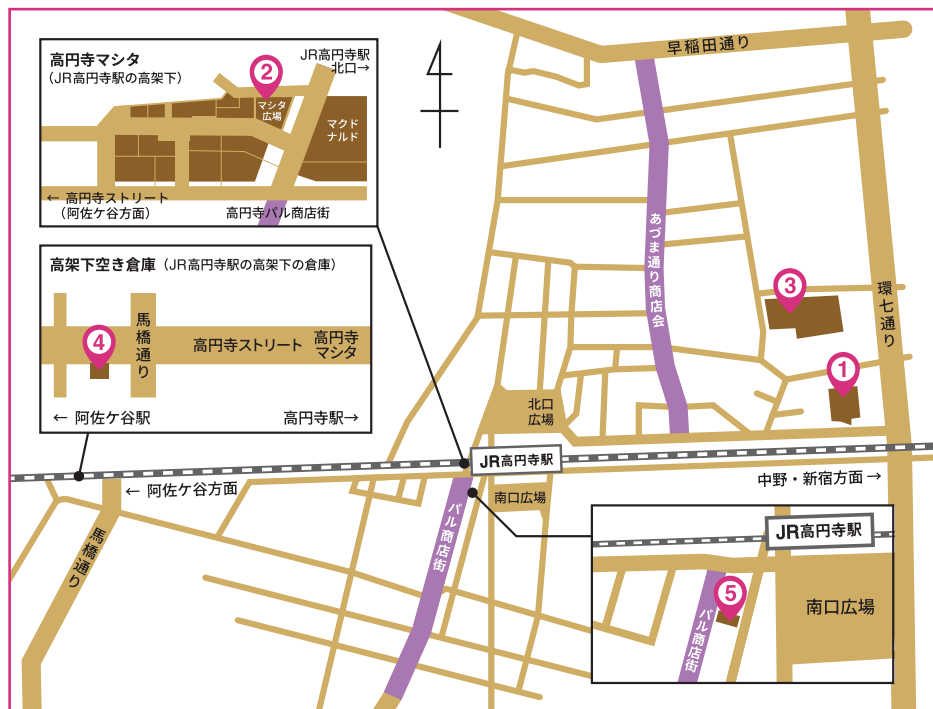 高円寺マシタ
(JR高円寺駅の高架下)
JR高円寺駅
北口→
2
マシタ
広場
マクド
ナルド
← 高円寺ストリート
(阿佐ケ谷方面)
高円寺パル商店街
早稲田通り
あづま通り商店会
環七通り
3
1
高架下空き倉庫(JR高円寺駅の高架下の倉庫)
馬橋通り
4
高円寺ストリート
高円寺
マシタ
← 阿佐ケ谷駅
高円寺駅→
北口
広場
JR高円寺駅
← 阿佐ケ谷方面
中野・新宿方面 →
南口広場
馬橋通り
パル商店街
JR高円寺駅
5
南口広場
パル商店街